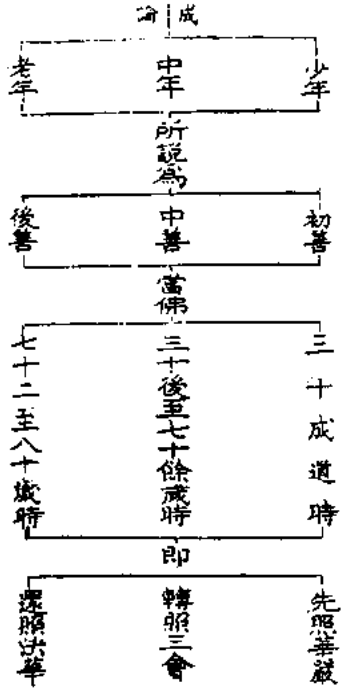 成論
少年
中年
老年
所說為
初善
中善
後善
當佛
三十成道時
三十後至七十餘歲時
七十二至八十歲時
即
先照華嚴
轉照三會
還照法華